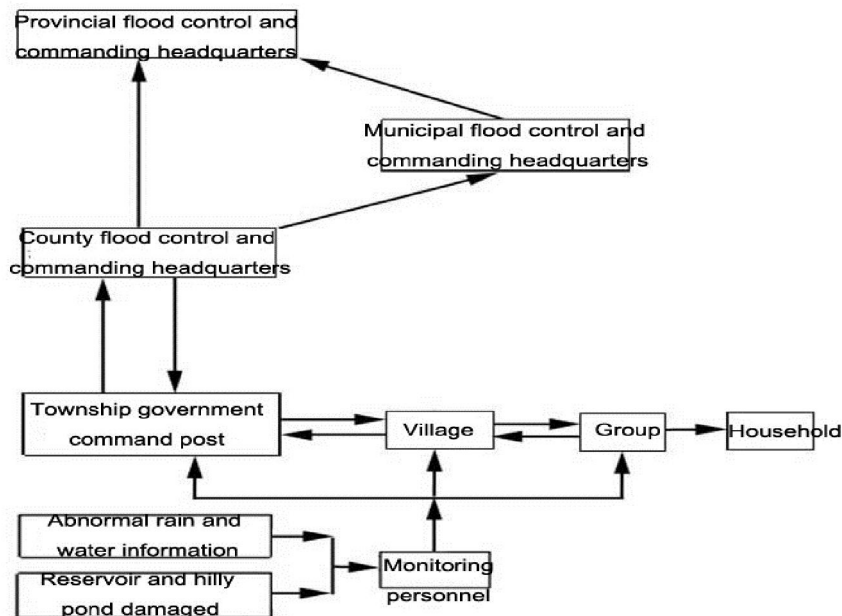 Provincial flood control and
commanding headquarters
Municipal flood control and
commanding headquarters
County flood control and
commanding headquarters
Township government
command post
Village
Group
Household
Abnormal rain and
water information
Monitoring
personnel
Reservoir and hilly
pond damaged